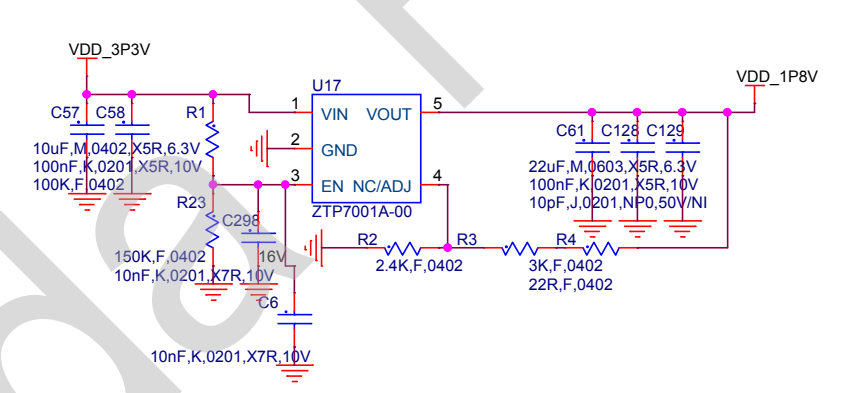 VDD_3P3V
VDD_1P8V
U17
C57 C58 R1
1 VIN VOUT 5
C61 C128 C129
10uF,M,0402,X5R,6.3V
100nF,K,0201,X5R,10V
100K,F,0402
2 GND
22uF,M,0603,X5R,6.3V
100nF,K,0201,X5R,10V
10pF,J,0201,NP0,50V/NI
3 EN NC/ADJ 4
ZTP7001A-00
R23
C298
R2 R3 R4
150K,F,0402
16V
2.4K,F,0402
3K,F,0402
10nF,K,0201,X7R,10V
22R,F,0402
C6
10nF,K,0201,X7R,10V